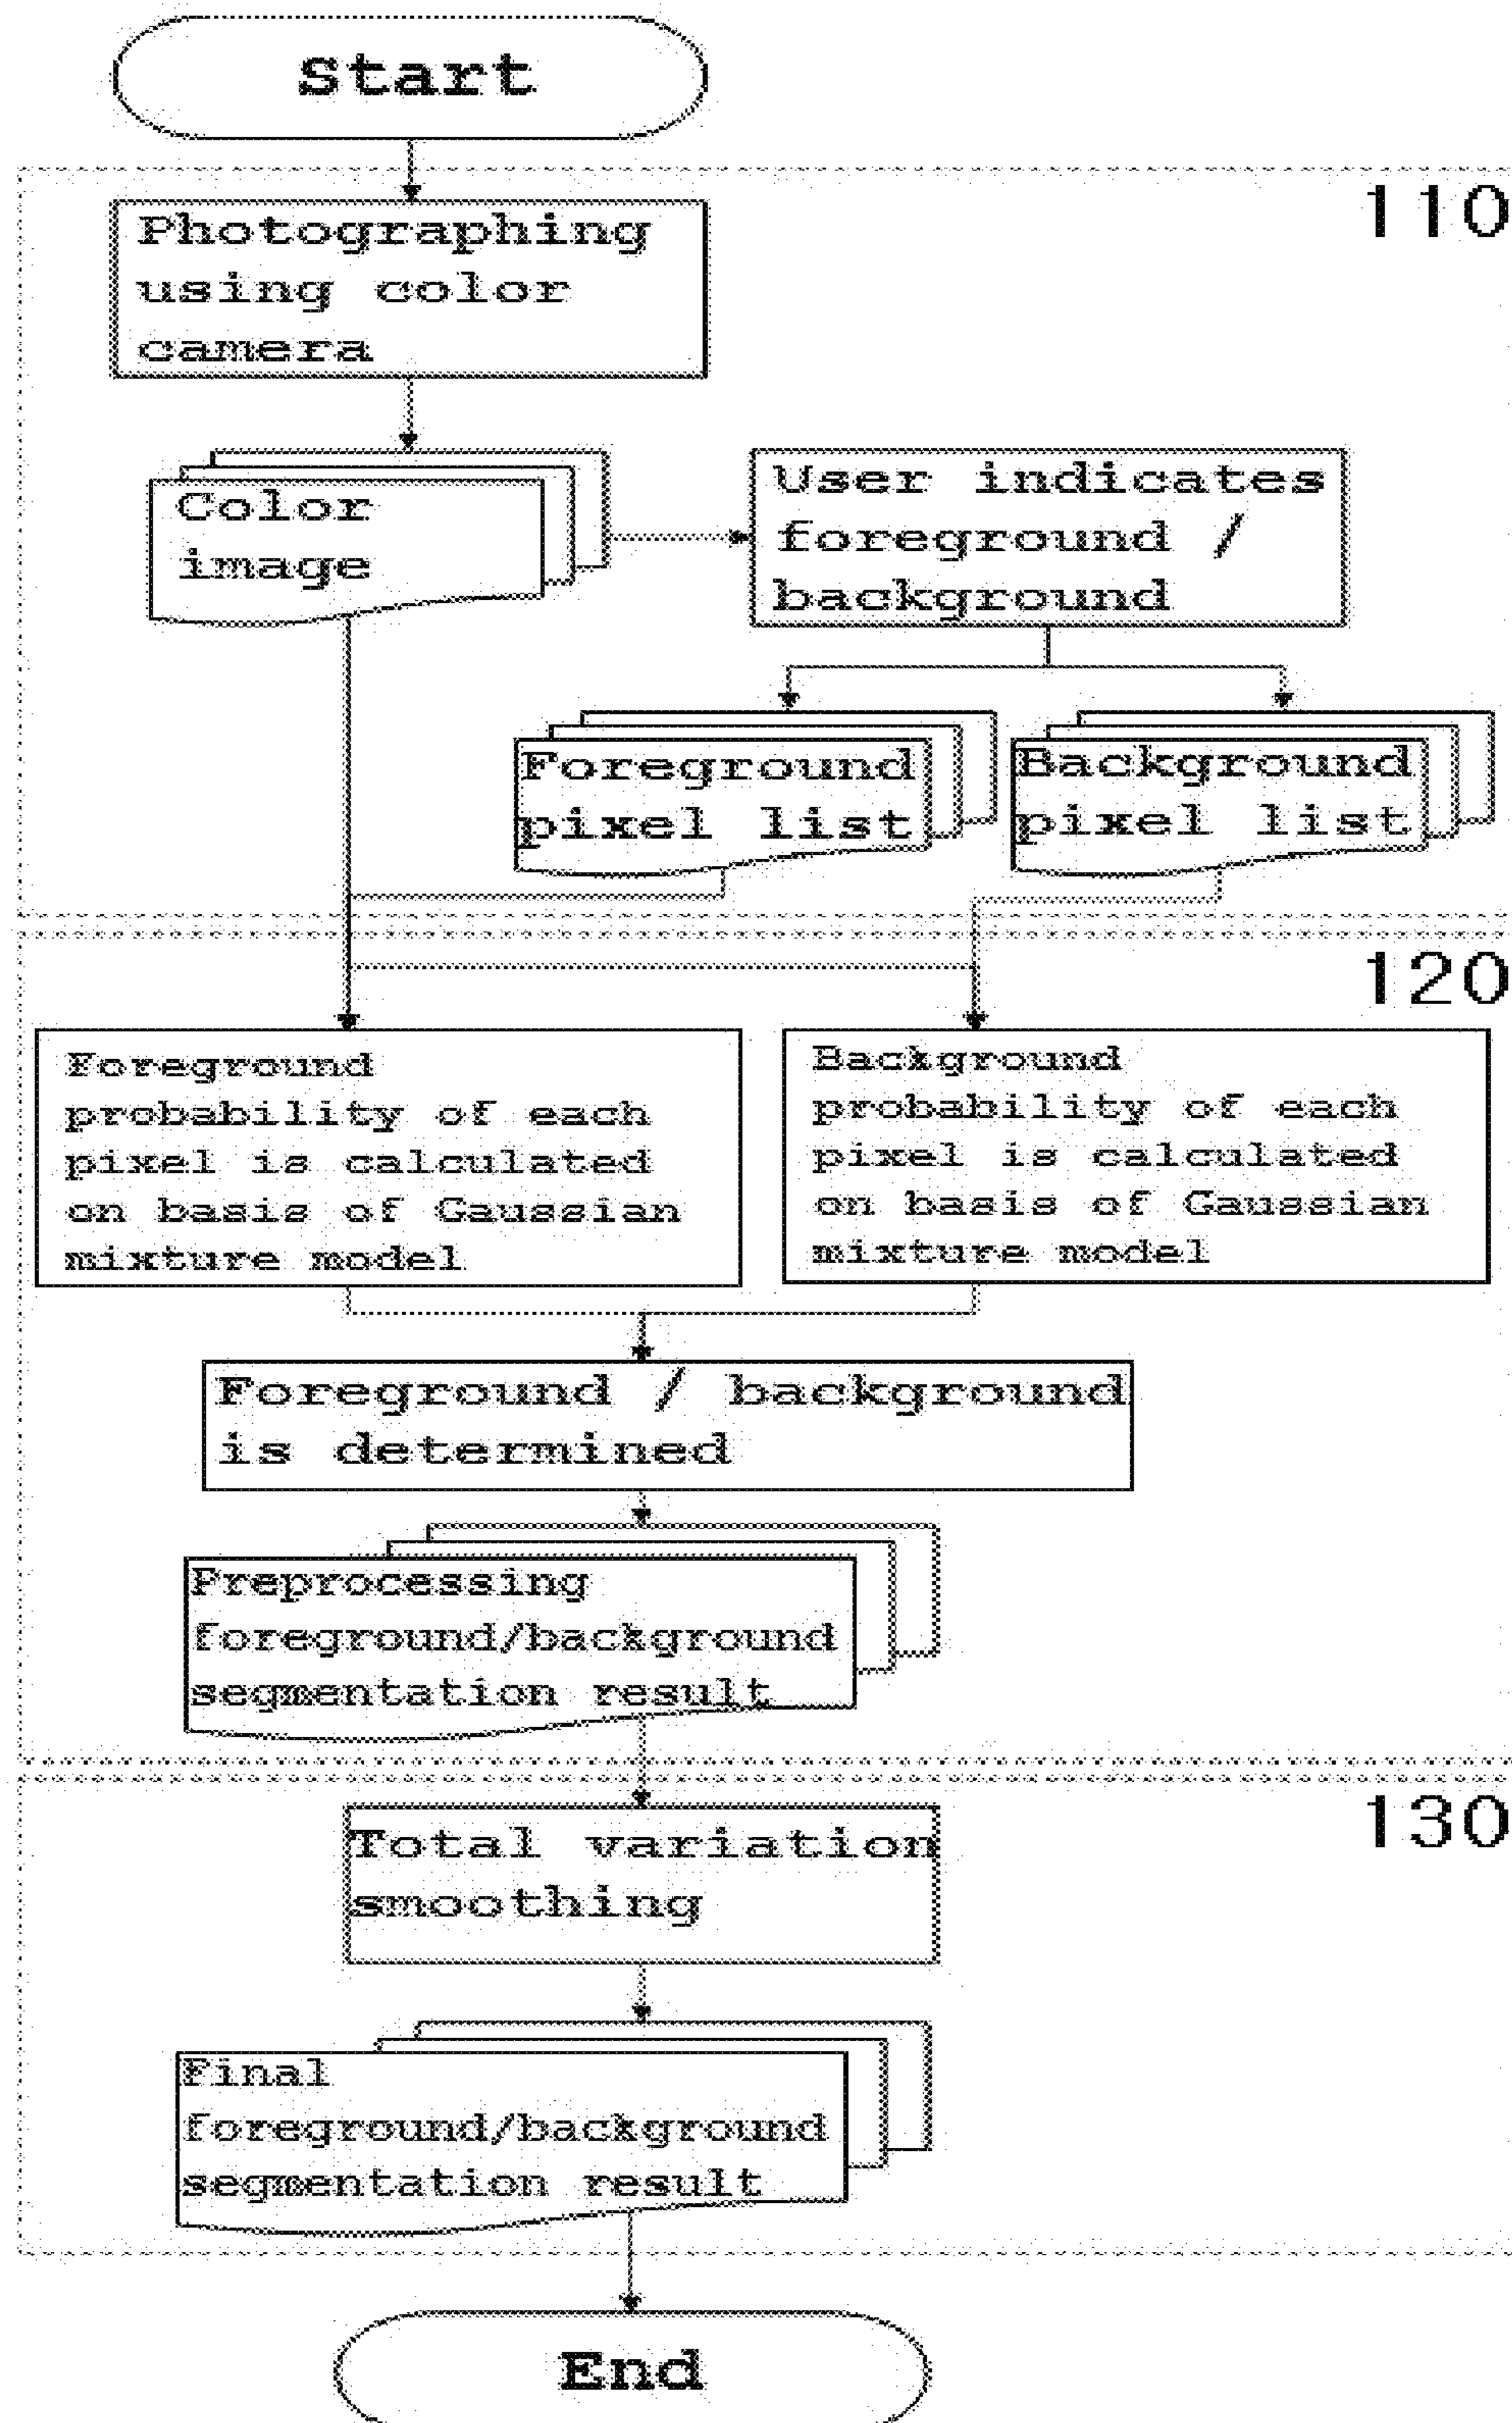 Start
110
Photographing
using color
camera
Color
image
User indicates
foreground /
background
Foreground
pixel list
Background
pixel list
120
Foreground
probability of each
pixel is calculated
on basis of Gaussian
mixture model
Background
probability of each
pixel is calculated
on basis of Gaussian
mixture model
Foreground / background
is determined
Preprocessing
foreground/background
segmentation result
130
Total variation
smoothing
Final
foreground/background
segmentation result
End